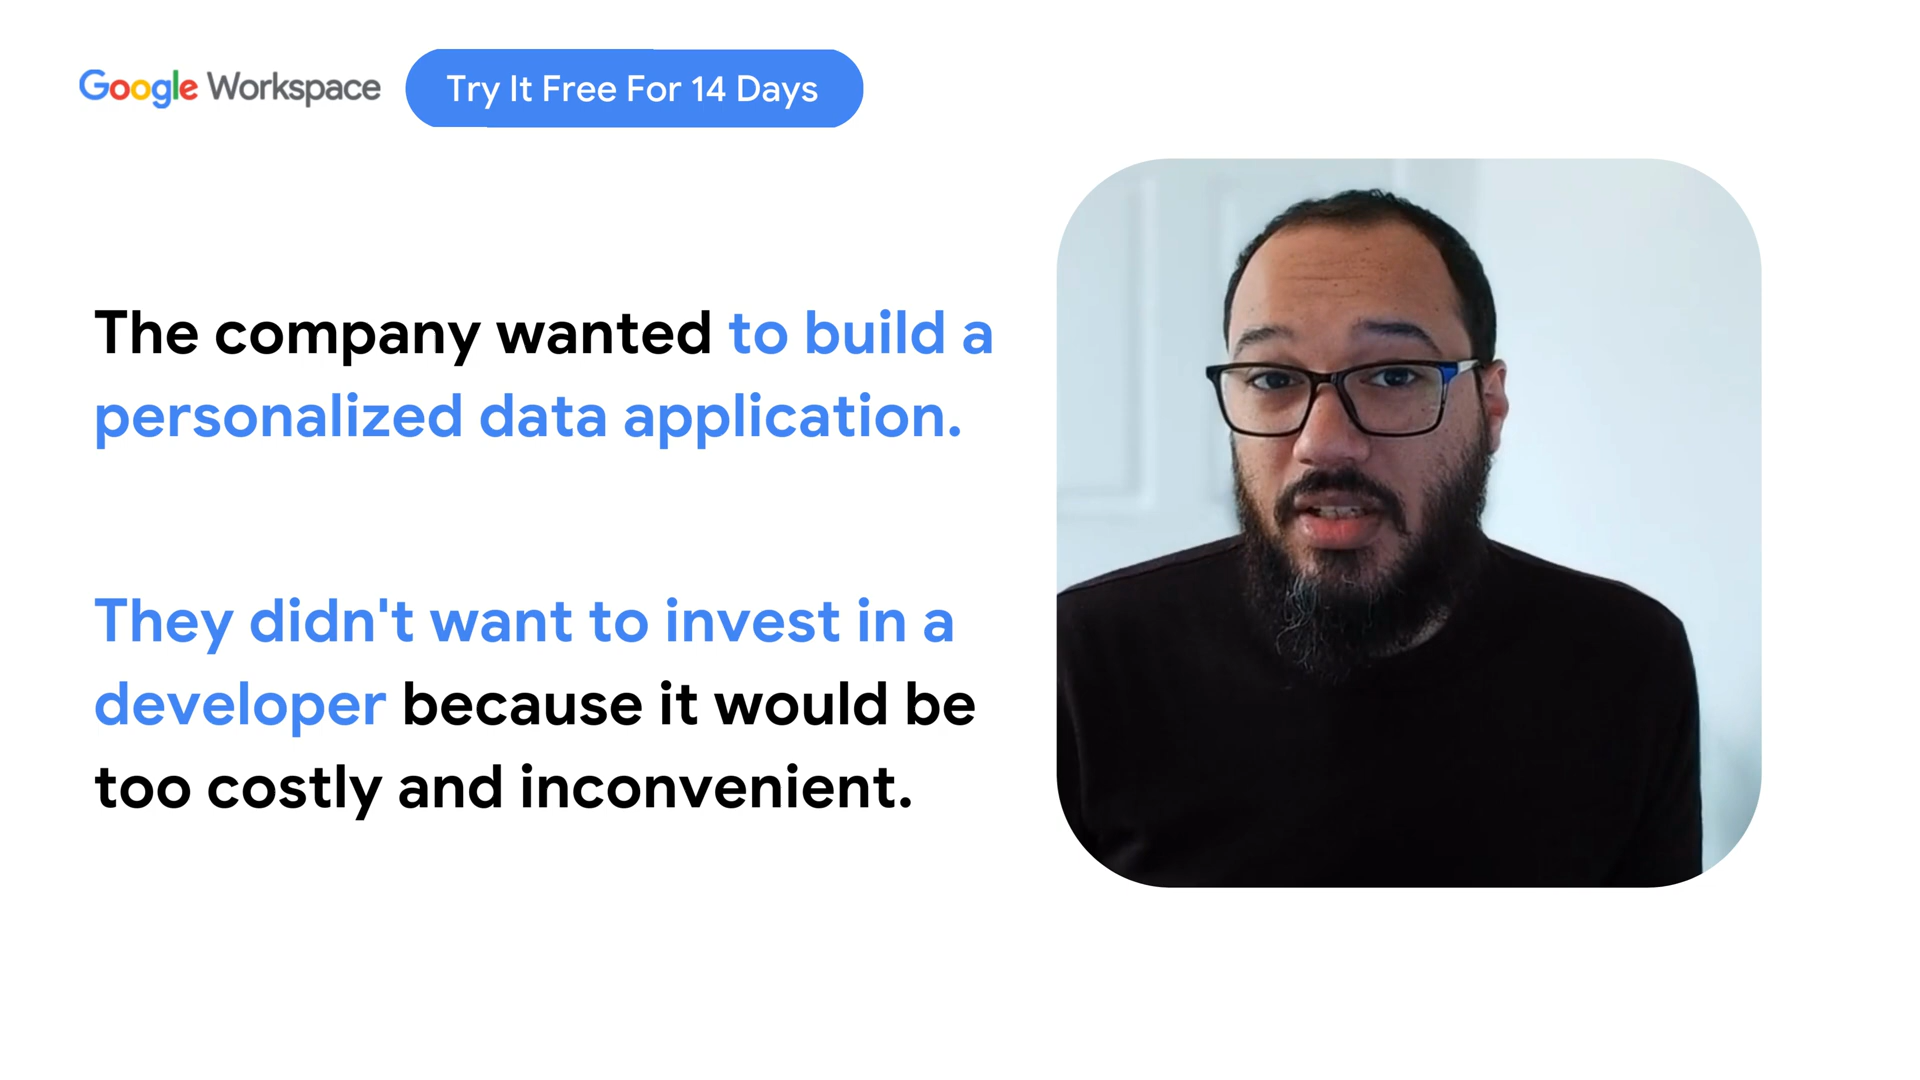 Google Workspace
Try It Free For 14 Days
The company wanted to build a
personalized data application.
They didn't want to invest in a
developer because it would be
too costly and inconvenient.